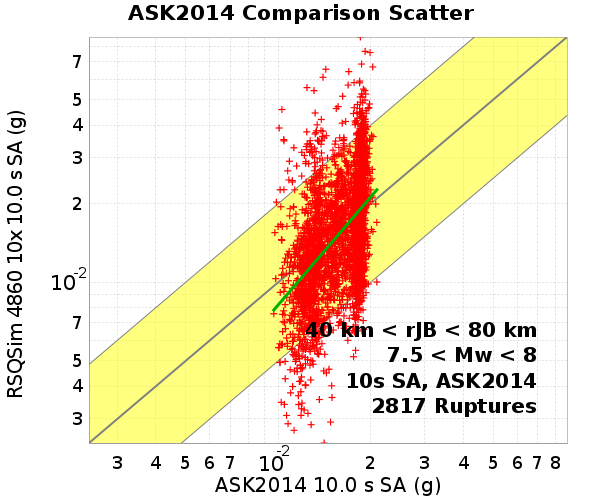 ASK2014 Comparison Scatter
RSQSim 4860 10x 10.0 s SA (g)
7
5
4
3
2
10-2
7
5
4
3
40 km < rJB < 80 km
7.5 < Mw < 8
10s SA, ASK2014
2817 Ruptures
3 4 5 6 7 10-2 2 3 4 5 6 7 8
ASK2014 10.0 s SA (g)